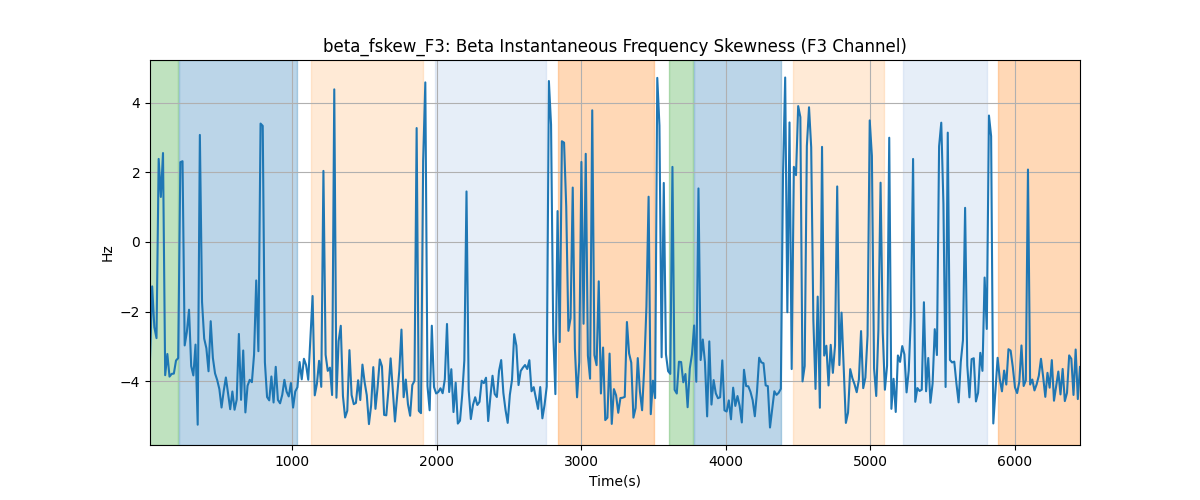 beta_fskew_F3: Beta Instantaneous Frequency Skewness (F3 Channel)
Hz
4
2
0
−2
−4
1000 2000 3000 4000 5000 6000
Time(s)